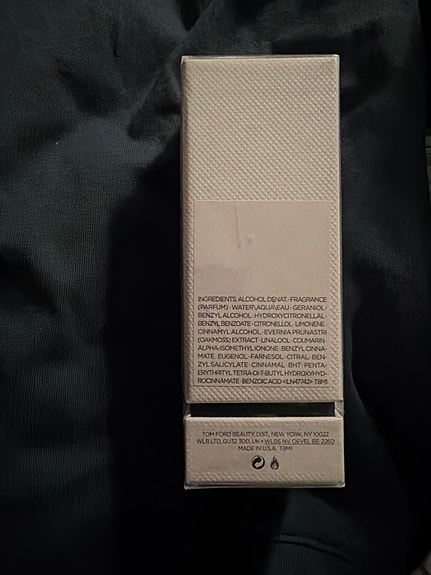 INGREDIENTS: ALCOHOL DENAT. · FRAGRANCE
(PARFUM) · WATER\AQUA\EAU · GERANIOL
BENZYL ALCOHOL · HYDROXYCITRONELLAL
BENZYL BENZOATE · CITRONELLOL · LIMONENE
CINNAMYL ALCOHOL · EVERNIA PRUNASTRI
(OAKMOSS) EXTRACT · LINALOOL · COUMARIN
ALPHA-ISOMETHYL IONONE · BENZYL CINNA-
MATE · EUGENOL · FARNESOL · CITRAL · BEN-
ZYL SALICYLATE · CINNAMAL · BHT · PENTA-
ERYTHRITYL TETRA-DI-T-BUTYL HYDROXYHYD-
ROCINNAMATE · BENZOIC ACID <ILN47742> T8M1
TOM FORD BEAUTY, DIST., NEW YORK, NY 10022
WLB LTD, GU32 3DD, UK • WLBS NV OEVEL BE-2260
MADE IN U.S.A. T8M1